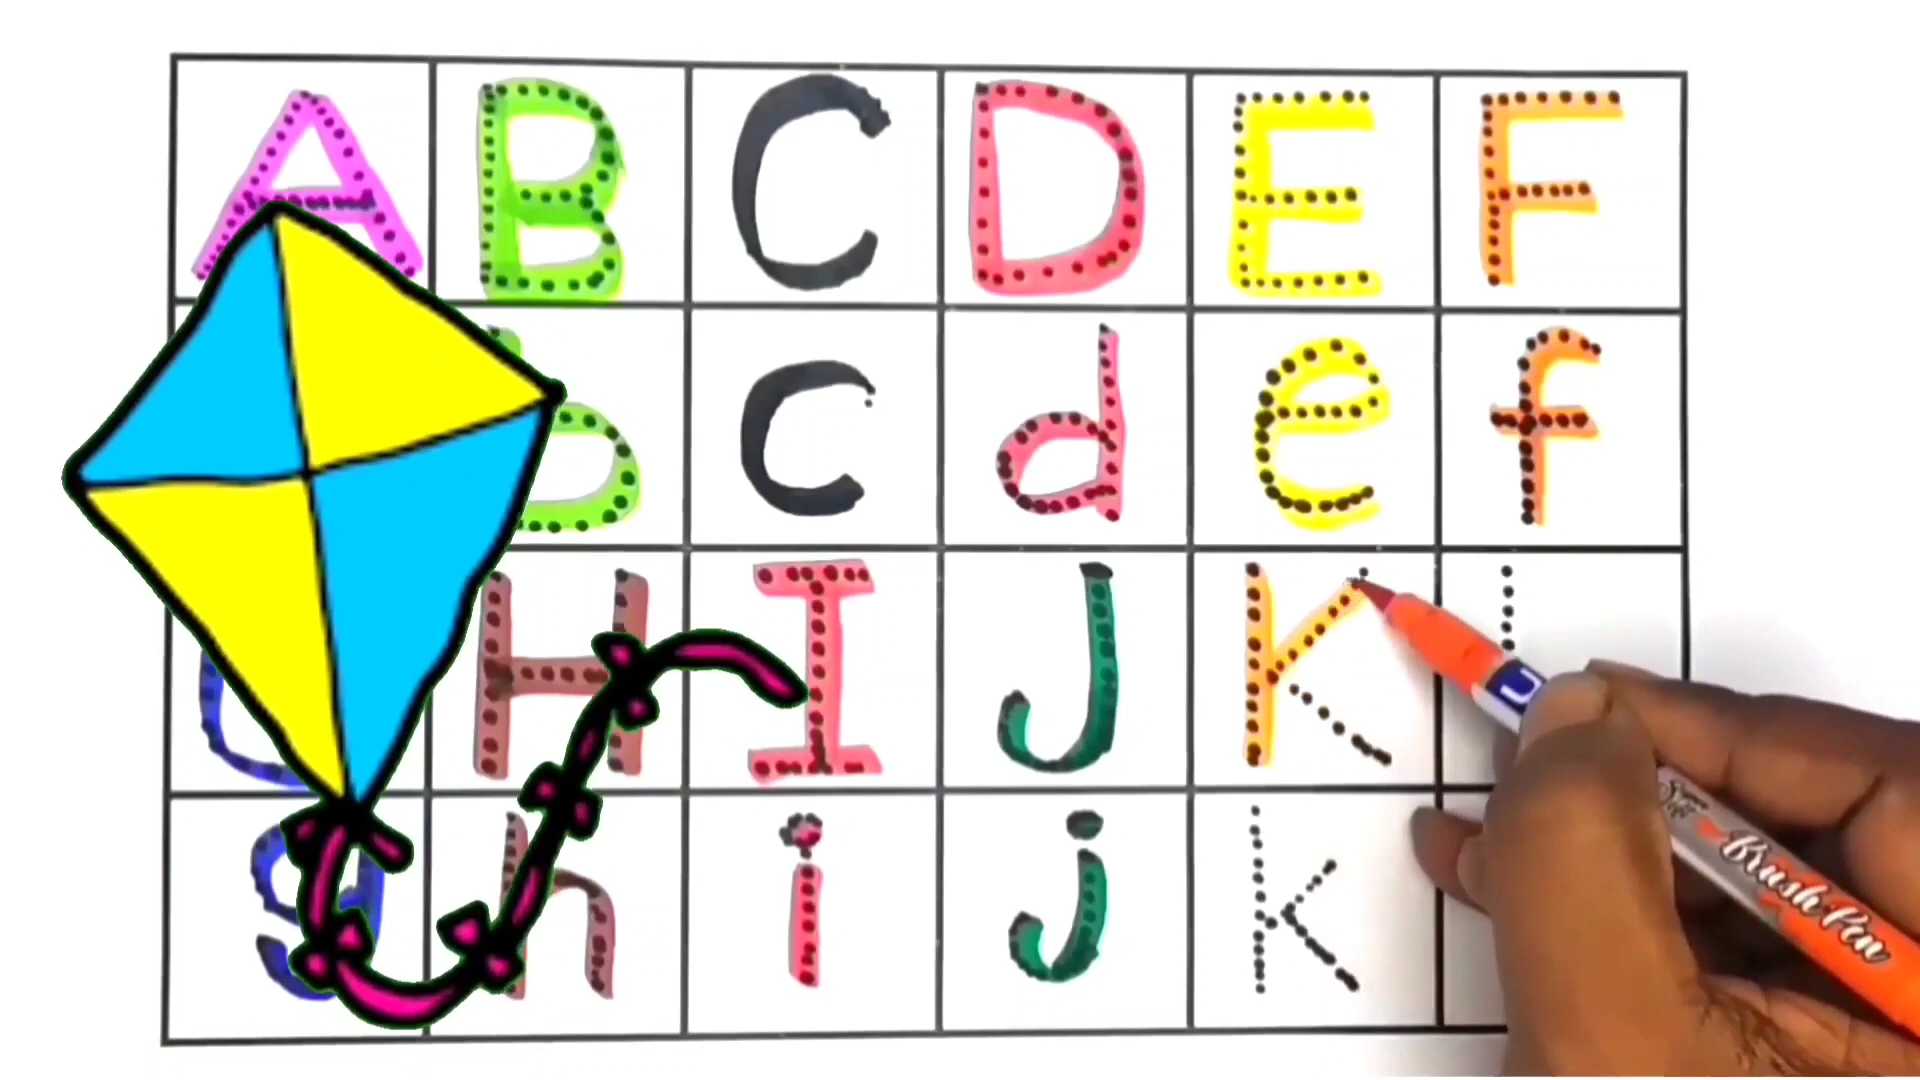 A B C D E F
b c d e f
H I J K
g h i j k
U
Brush Pen